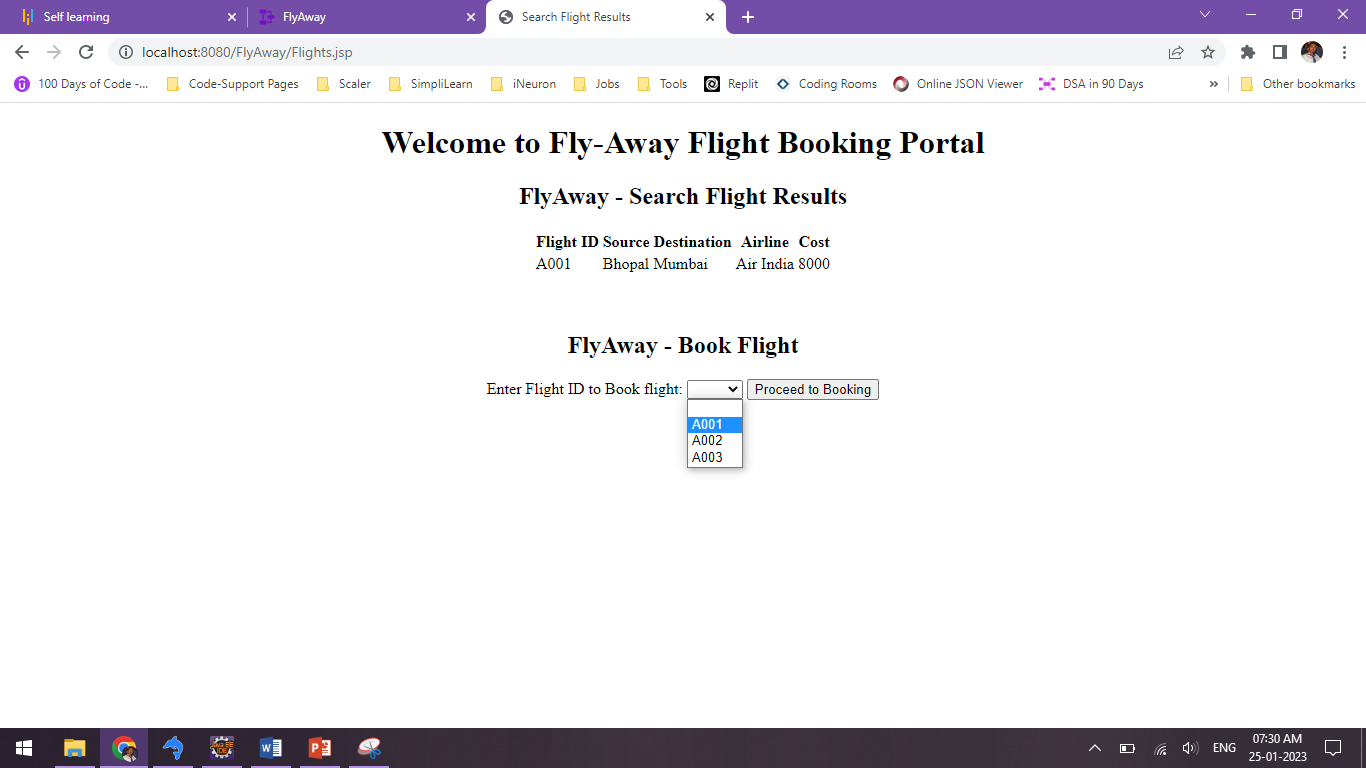 Self learning
FlyAway
Search Flight Results
localhost:8080/FlyAway/Flights.jsp
100 Days of Code -... Code-Support Pages Scaler SimpliLearn iNeuron Jobs Tools Replit Coding Rooms Online JSON Viewer DSA in 90 Days » Other bookmarks
Welcome to Fly-Away Flight Booking Portal
FlyAway - Search Flight Results
Flight ID Source Destination Airline Cost
A001 Bhopal Mumbai Air India 8000
FlyAway - Book Flight
Enter Flight ID to Book flight: Proceed to Booking
A001
A002
A003
ENG
07:30 AM
25-01-2023